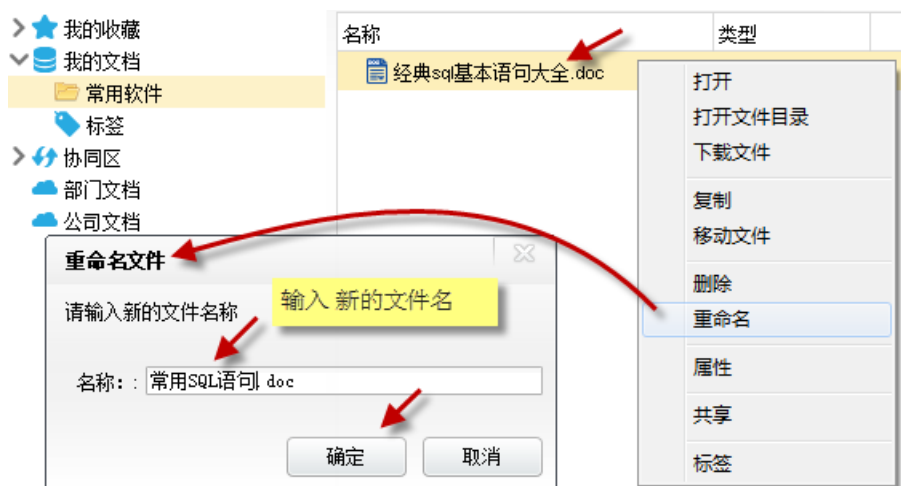 我的收藏
我的文档
常用软件
标签
协同区
部门文档
公司文档
名称
类型
经典sql基本语句大全.doc
打开
打开文件目录
下载文件
复制
移动文件
删除
重命名
属性
共享
标签
重命名文件
请输入新的文件名称
输入 新的文件名
名称: : 常用SQL语句.doc
确定
取消